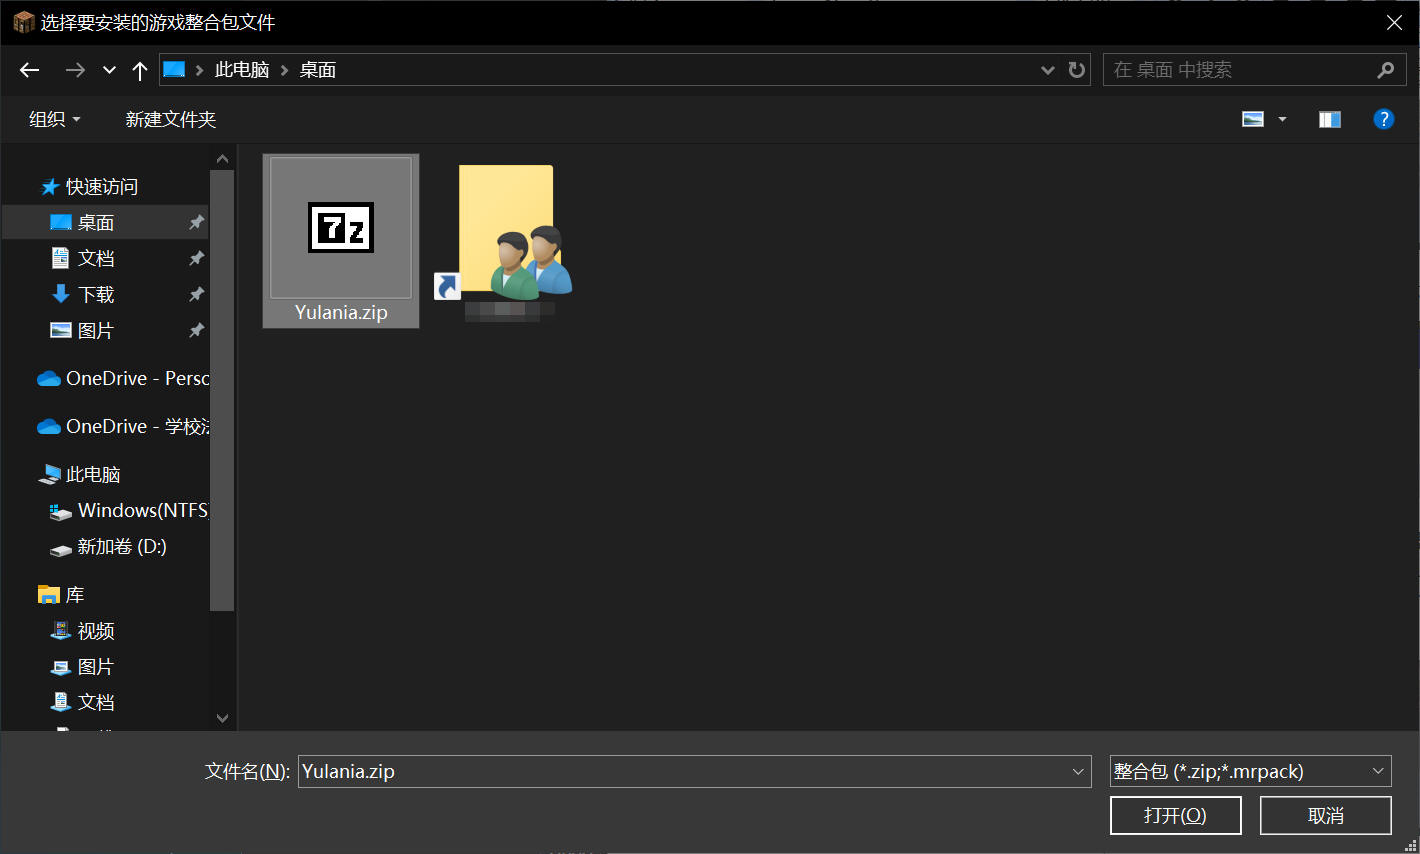 选择要安装的游戏整合包文件
此电脑 桌面
在 桌面 中搜索
组织 新建文件夹
快速访问
桌面
文档
下载
图片
OneDrive - Perso
OneDrive - 学校
此电脑
Windows(NTFS)
新加卷 (D:)
库
视频
图片
文档
7z
Yulania.zip
文件名(N): Yulania.zip
整合包 (*.zip;*.mrpack)
打开(O) 取消